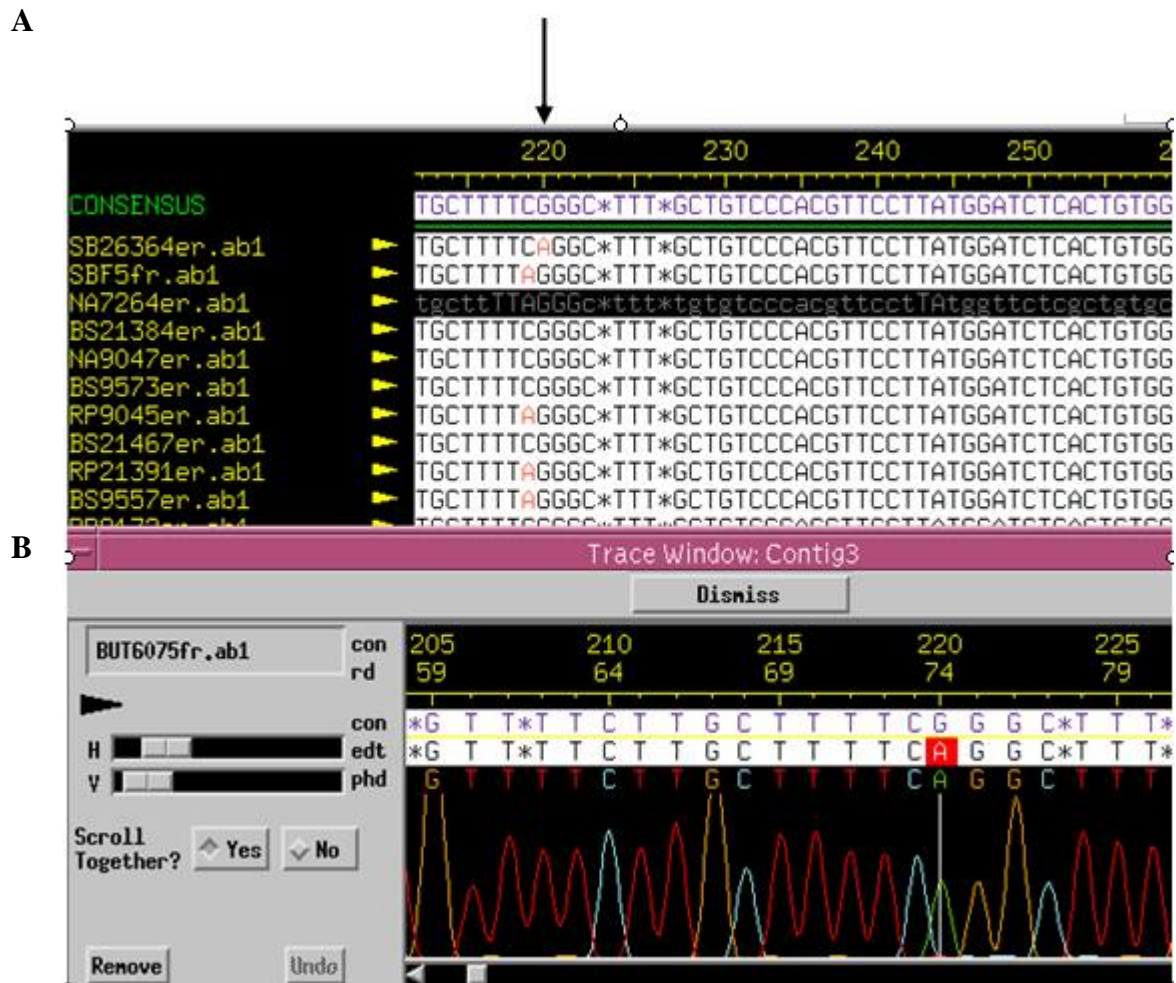 A
220 230 240 250 2
CONSENSUS TGCTTTTCGGGC*TTT*GCTGTCCCACGTTCCTTATGGATCTCACTGTGG
SB26364er.ab1 TGCTTTTCAGGC*TTT*GCTGTCCCACGTTCCTTATGGATCTCACTGTGG
SBF5fr.ab1 TGCTTTTAGGGC*TTT*GCTGTCCCACGTTCCTTATGGATCTCACTGTGG
NA7264er.ab1 tgcttTTAGGGc*ttt*tgtgtcccacgttccttTAtggttctcgctgtgc
BS21384er.ab1 TGCTTTTCGGGC*TTT*GCTGTCCCACGTTCCTTATGGATCTCACTGTGG
NA9047er.ab1 TGCTTTTCGGGC*TTT*GCTGTCCCACGTTCCTTATGGATCTCACTGTGG
BS9573er.ab1 TGCTTTTCGGGC*TTT*GCTGTCCCACGTTCCTTATGGATCTCACTGTGG
RP9045er.ab1 TGCTTTTAGGGC*TTT*GCTGTCCCACGTTCCTTATGGATCTCACTGTGG
BS21467er.ab1 TGCTTTTCGGGC*TTT*GCTGTCCCACGTTCCTTATGGATCTCACTGTGG
RP21391er.ab1 TGCTTTTAGGGC*TTT*GCTGTCCCACGTTCCTTATGGATCTCACTGTGG
BS9557er.ab1 TGCTTTTAGGGC*TTT*GCTGTCCCACGTTCCTTATGGATCTCACTGTGG
B
Trace Window: Contig3
Dismiss
BUT6075fr.ab1
con 205 210 215 220 225
rd 59 64 69 74 79
con *G T T*T T C T T G C T T T T C G G G C*T T T*
H edt *G T T*T T C T T G C T T T T C A G G C*T T T*
V phd G T T T T C T T G C T T T T C A G G C T T T
Scroll
Together? Yes No
Remove Undo